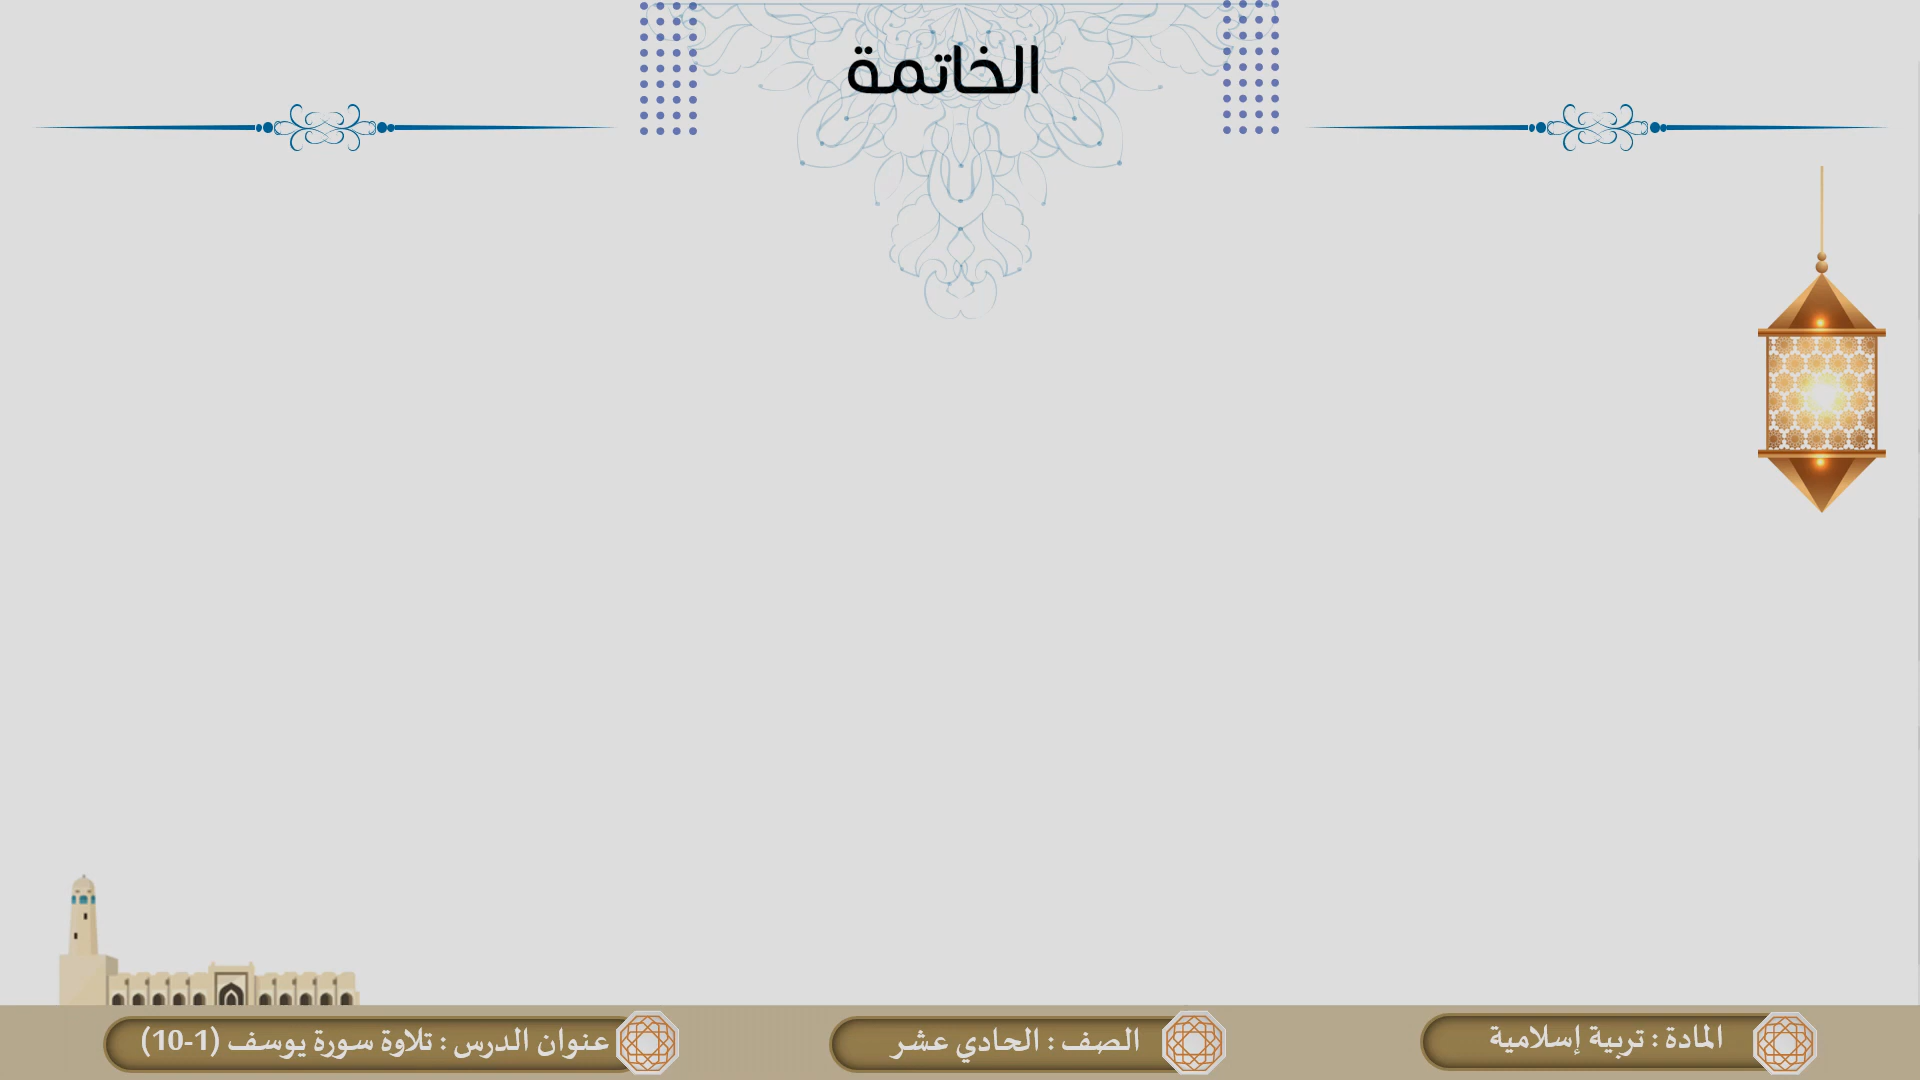 الخاتمة
المادة : تربية إسلامية
الصف : الحادي عشر
عنوان الدرس : تلاوة سورة يوسف (1-10)